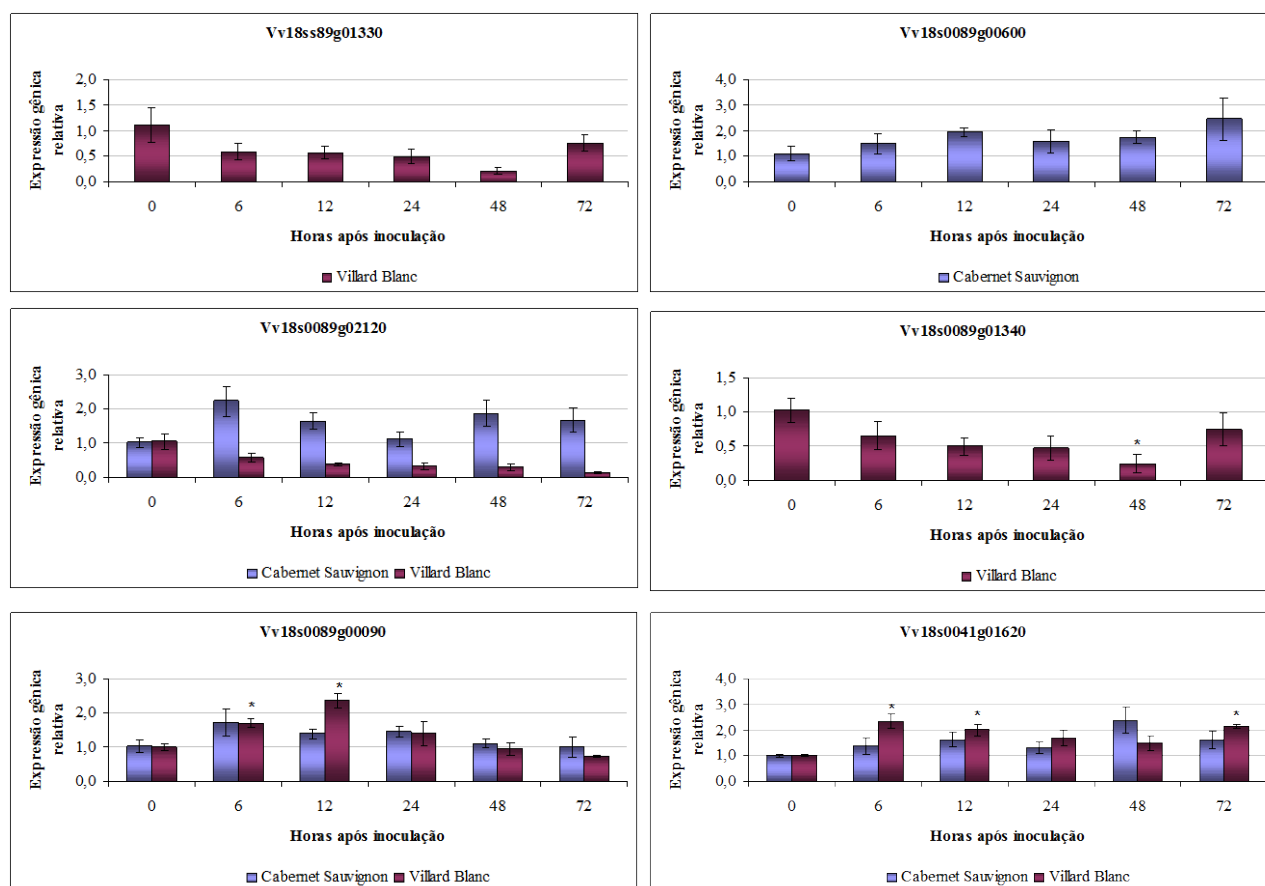 Vv18ss89g01330
Expressão gênica
relativa
2,0
1,5
1,0
0,5
0,0
0 6 12 24 48 72
Horas após inoculação
Villard Blanc
Vv18s0089g00600
Expressão gênica
relativa
4,0
3,0
2,0
1,0
0,0
0 6 12 24 48 72
Horas após inoculação
Cabernet Sauvignon
Vv18s0089g02120
Expressão gênica
relativa
3,0
2,0
1,0
0,0
0 6 12 24 48 72
Horas após inoculação
Cabernet Sauvignon Villard Blanc
Vv18s0089g01340
Expressão gênica
relativa
1,5
1,0
0,5
0,0
*
0 6 12 24 48 72
Horas após inoculação
Villard Blanc
Vv18s0089g00090
Expressão gênica
relativa
3,0
2,0
1,0
0,0
* *
0 6 12 24 48 72
Horas após inoculação
Cabernet Sauvignon Villard Blanc
Vv18s0041g01620
Expressão gênica
relativa
4,0
3,0
2,0
1,0
0,0
* * *
0 6 12 24 48 72
Horas após inoculação
Cabernet Sauvignon Villard Blanc